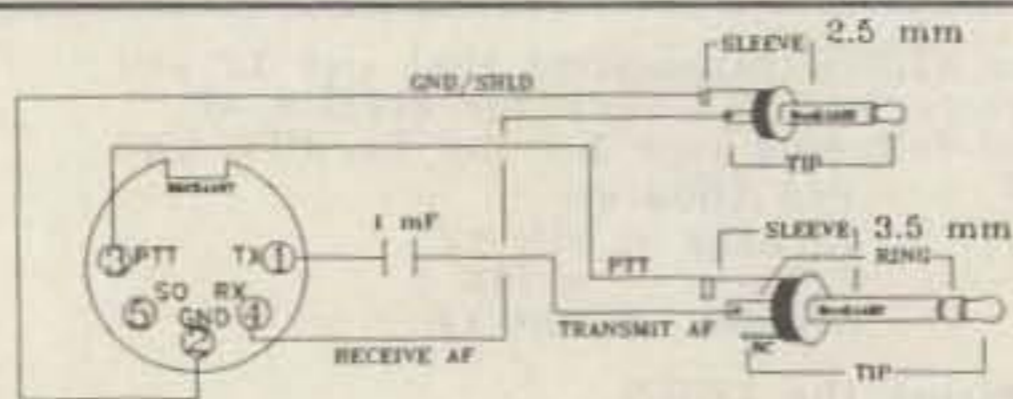 SLEEVE 2.5 mm
GND/SHLD
TIP
1 mF
SLEEVE 3.5 mm
RING
3 PTT TX 1
PTT
5 SO RX 4
GND
2
TRANSMIT AF
NC
RECEIVE AF
TIP